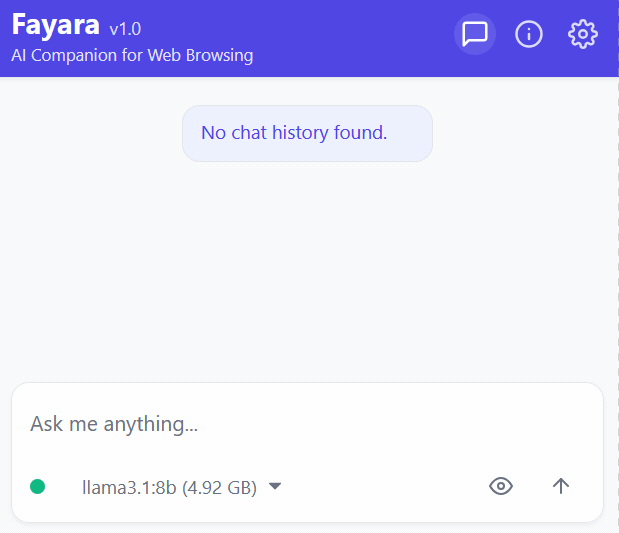 Fayara v1.0
AI Companion for Web Browsing
No chat history found.
Ask me anything...
llama3.1:8b (4.92 GB)